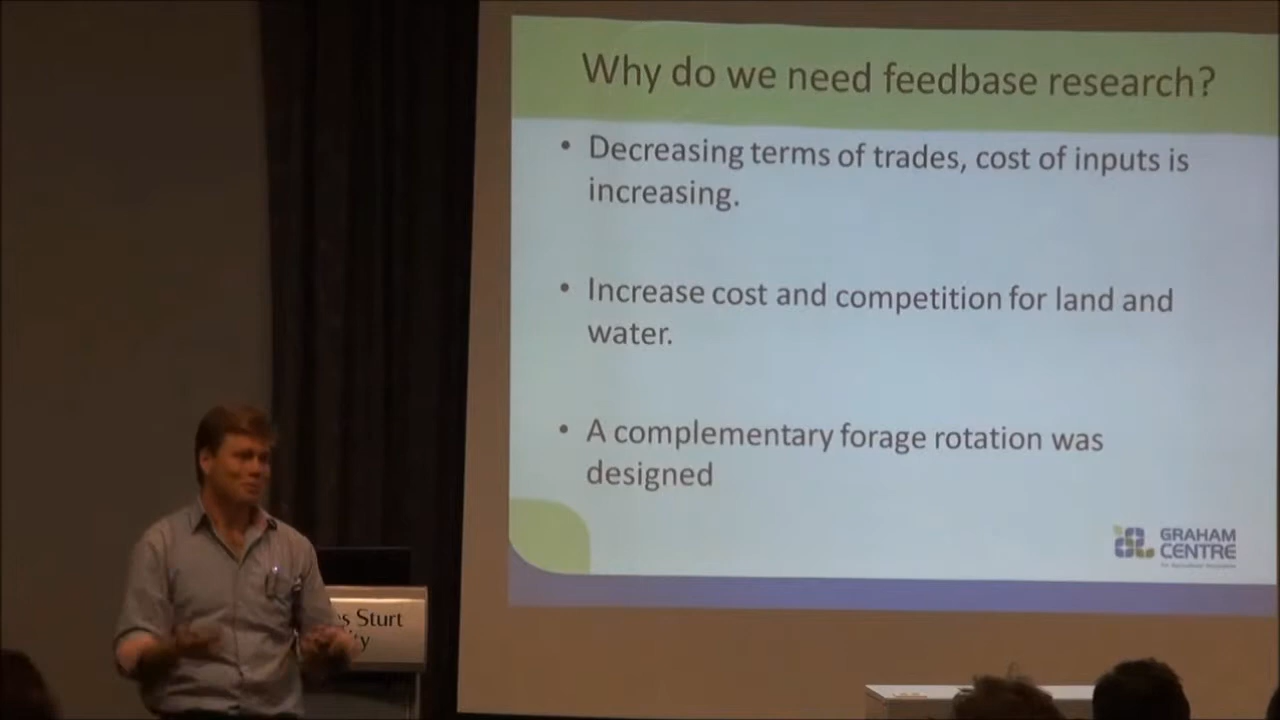 Why do we need feedbase research?
• Decreasing terms of trades, cost of inputs is
increasing.
• Increase cost and competition for land and
water.
• A complementary forage rotation was
designed
GRAHAM
CENTRE
s Sturt
ity